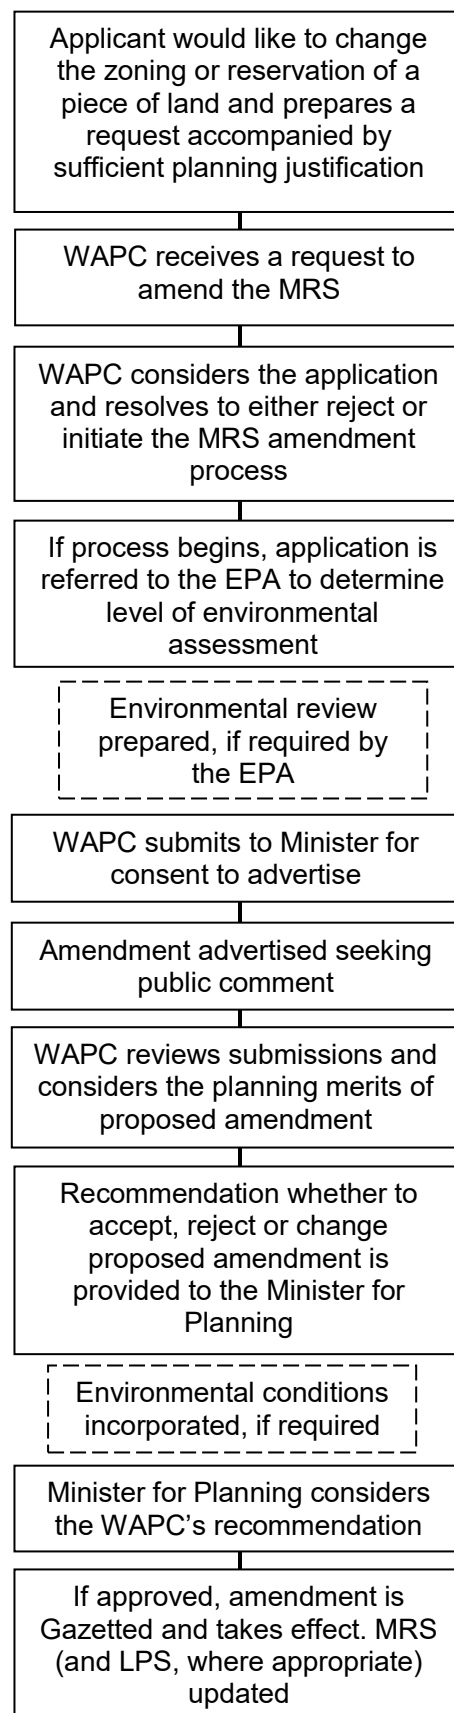 Applicant would like to change
the zoning or reservation of a
piece of land and prepares a
request accompanied by
sufficient planning justification
WAPC receives a request to
amend the MRS
WAPC considers the application
and resolves to either reject or
initiate the MRS amendment
process
If process begins, application is
referred to the EPA to determine
level of environmental
assessment
Environmental review
prepared, if required by
the EPA
WAPC submits to Minister for
consent to advertise
Amendment advertised seeking
public comment
WAPC reviews submissions and
considers the planning merits of
proposed amendment
Recommendation whether to
accept, reject or change
proposed amendment is
provided to the Minister for
Planning
Environmental conditions
incorporated, if required
Minister for Planning considers
the WAPC’s recommendation
If approved, amendment is
Gazetted and takes effect. MRS
(and LPS, where appropriate)
updated